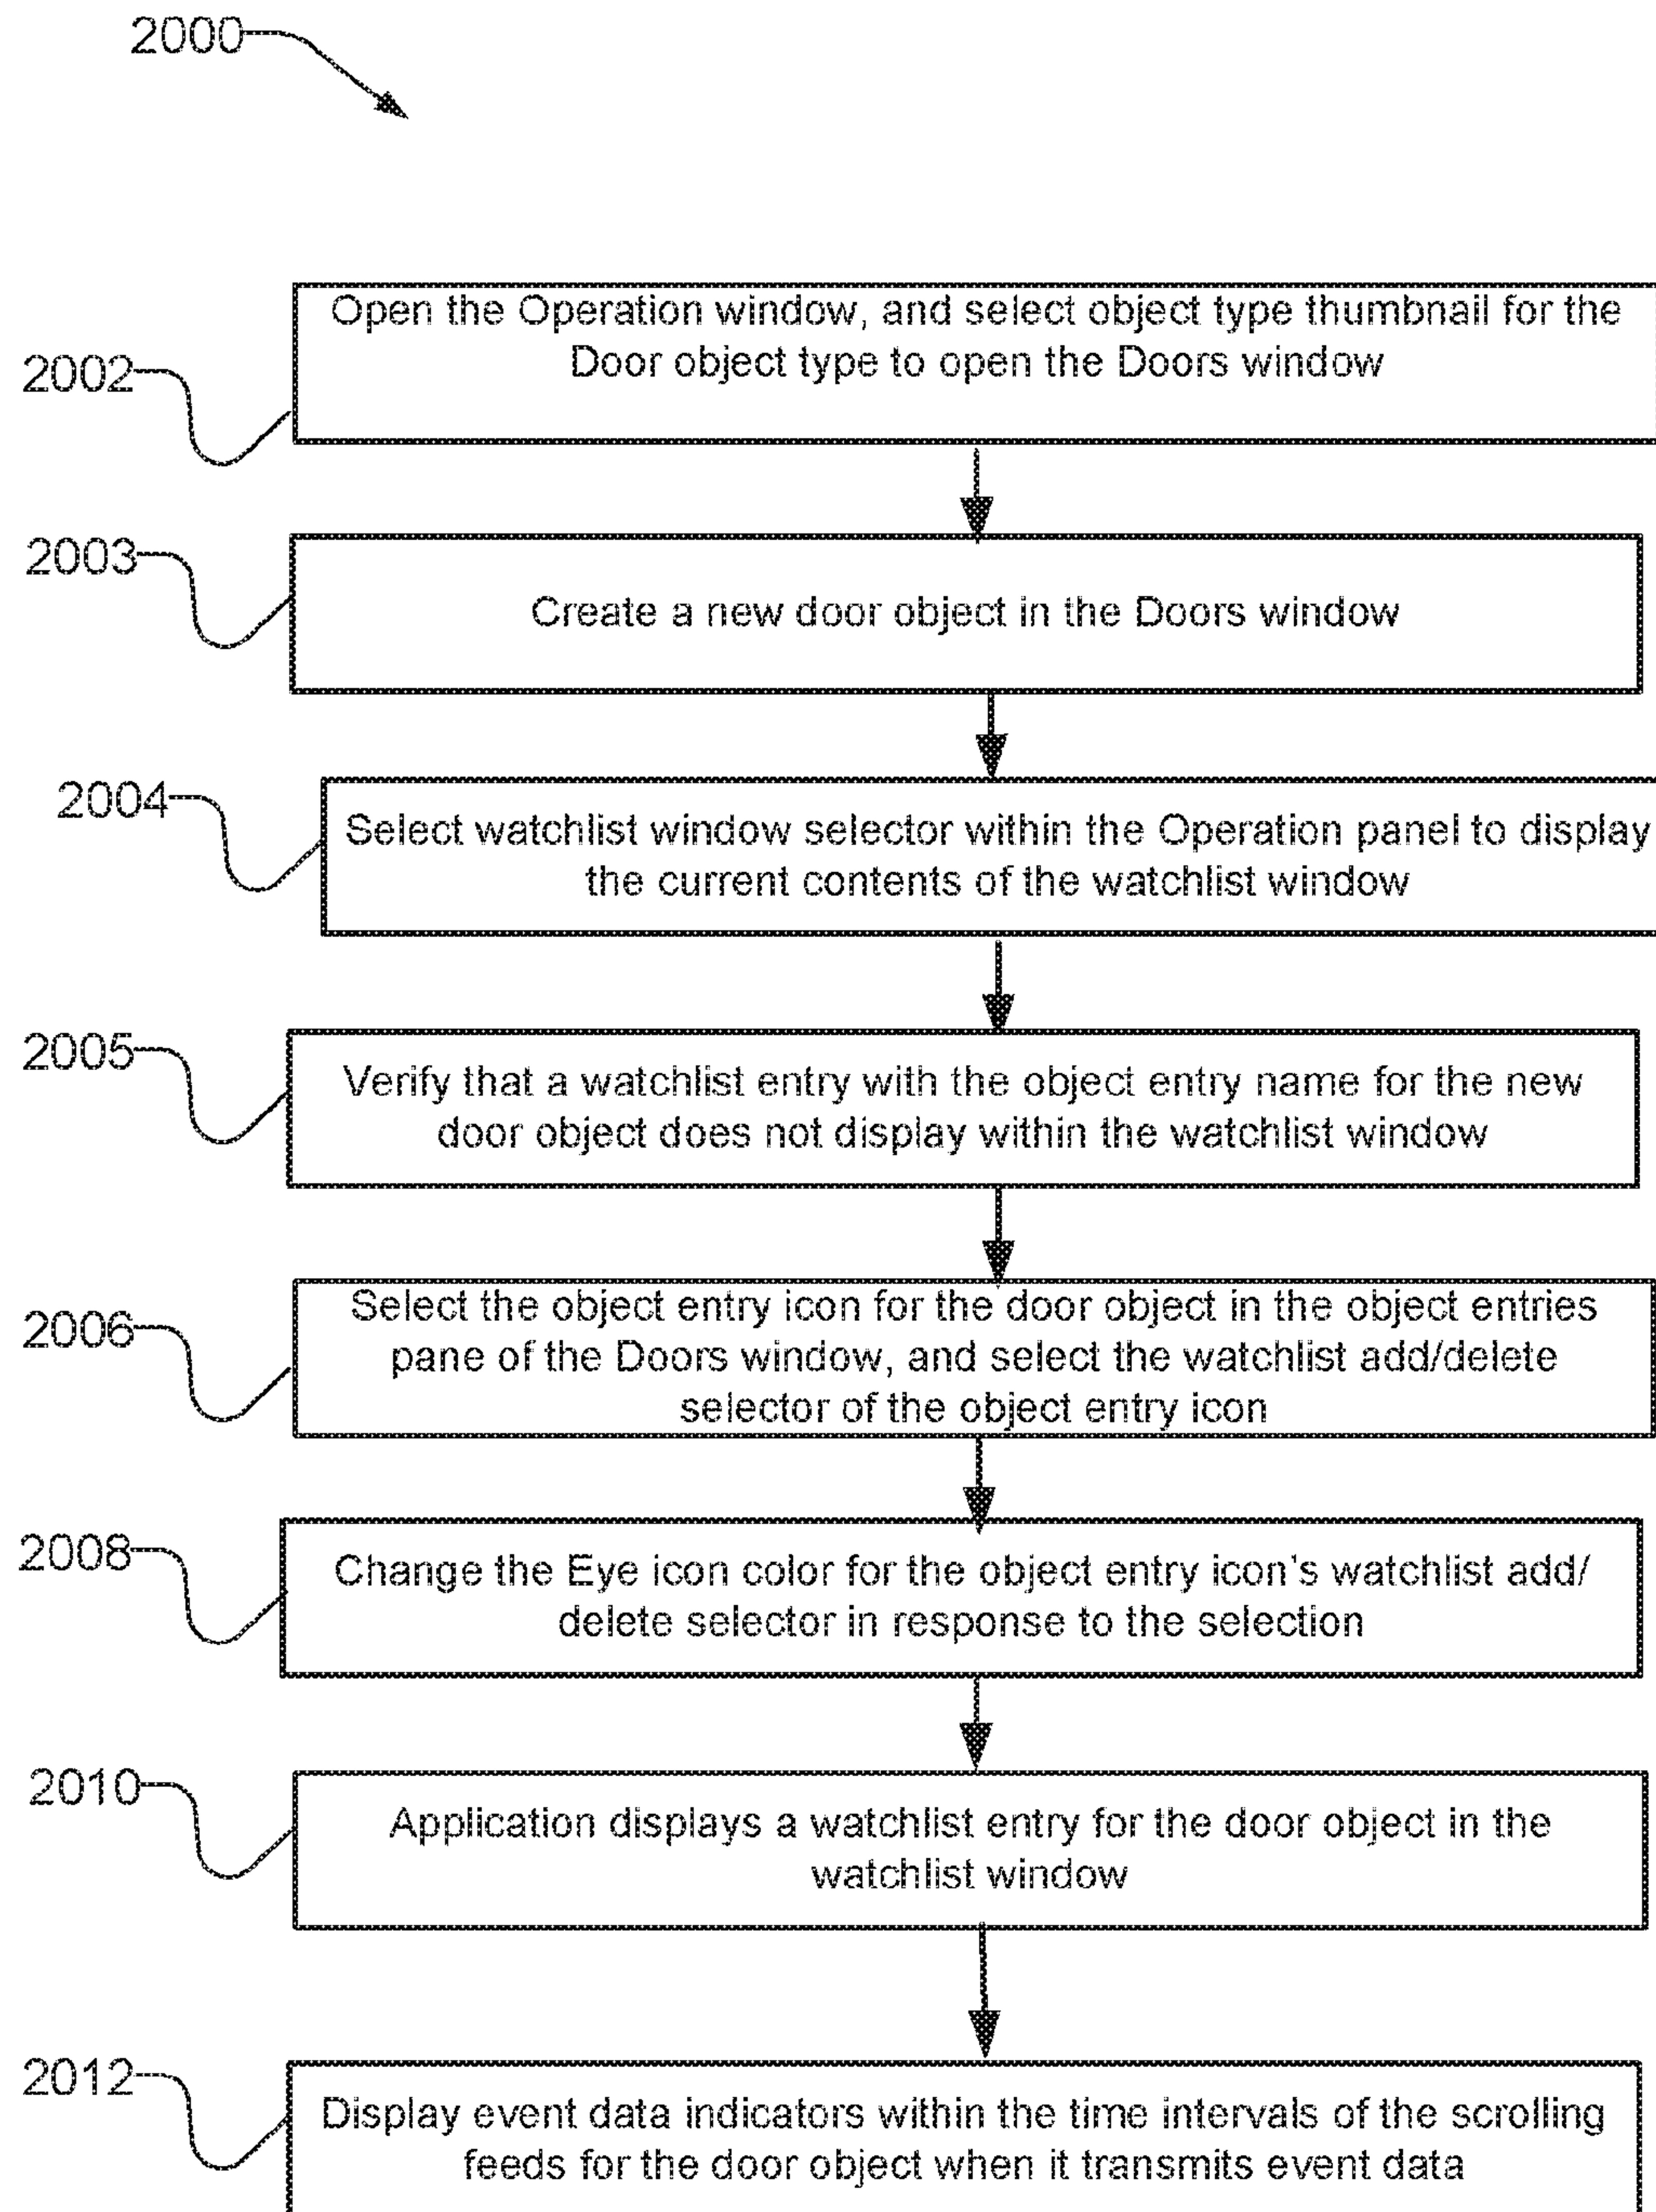 2000
Open the Operation window, and select object type thumbnail for the
Door object type to open the Doors window
2002
2003
Create a new door object in the Doors window
2004
Select watchlist window selector within the Operation panel to display
the current contents of the watchlist window
2005
Verify that a watchlist entry with the object entry name for the new
door object does not display within the watchlist window
2006
Select the object entry icon for the door object in the object entries
pane of the Doors window, and select the watchlist add/delete
selector of the object entry icon
2008
Change the Eye icon color for the object entry icon's watchlist add/
delete selector in response to the selection
2010
Application displays a watchlist entry for the door object in the
watchlist window
2012
Display event data indicators within the time intervals of the scrolling
feeds for the door object when it transmits event data